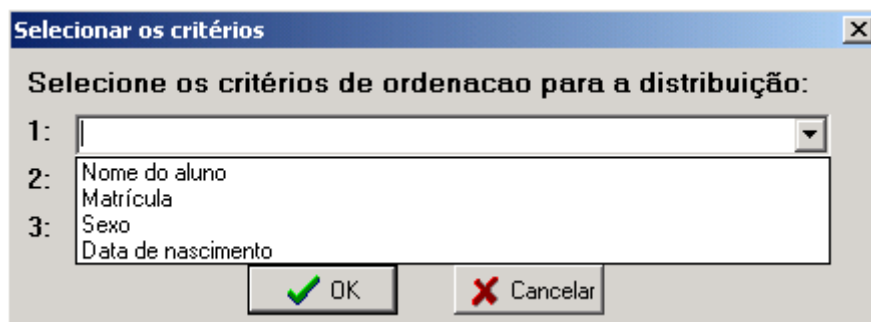 Selecionar os critérios
Selecione os critérios de ordenacao para a distribuição:
1:
2:
3:
Nome do aluno
Matrícula
Sexo
Data de nascimento
OK
Cancelar